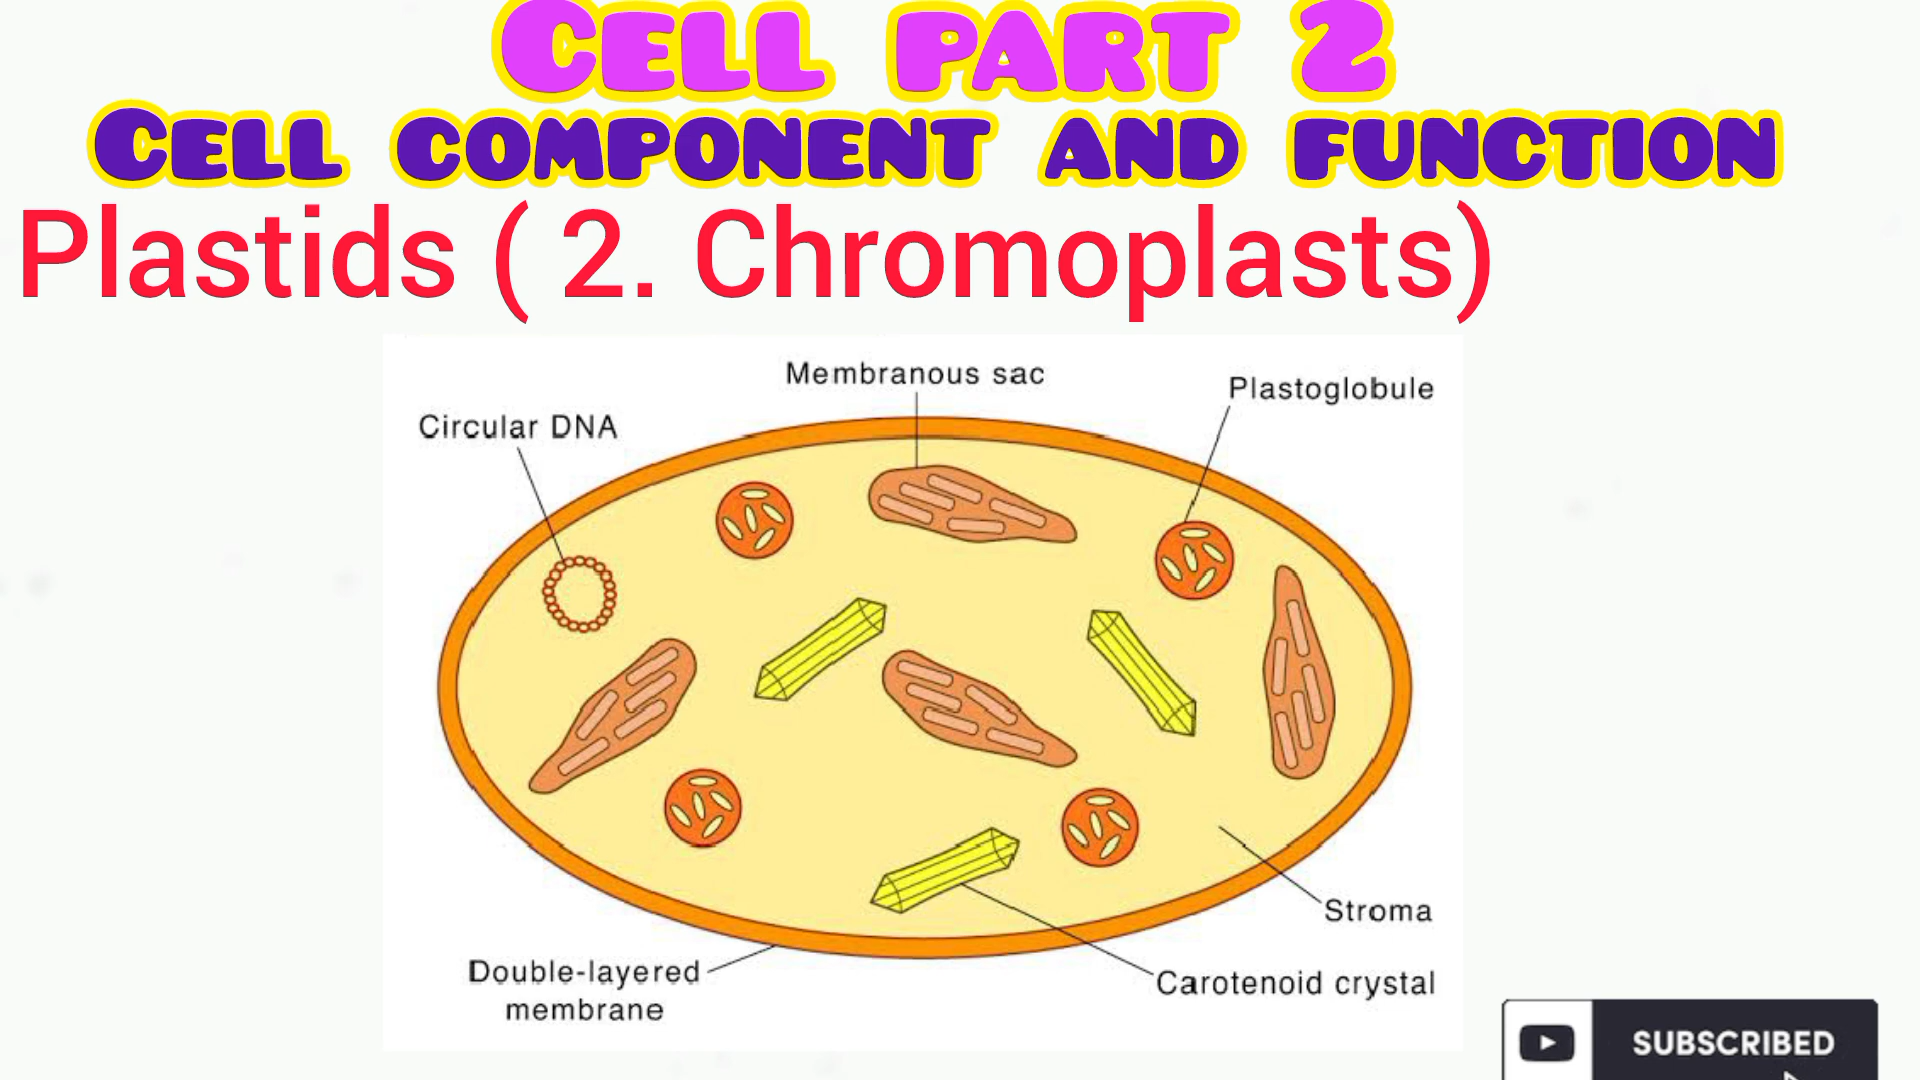 Cell part 2
Cell component and function
Plastids ( 2. Chromoplasts)
Membranous sac
Plastoglobule
Circular DNA
Stroma
Double-layered
membrane
Carotenoid crystal
SUBSCRIBED